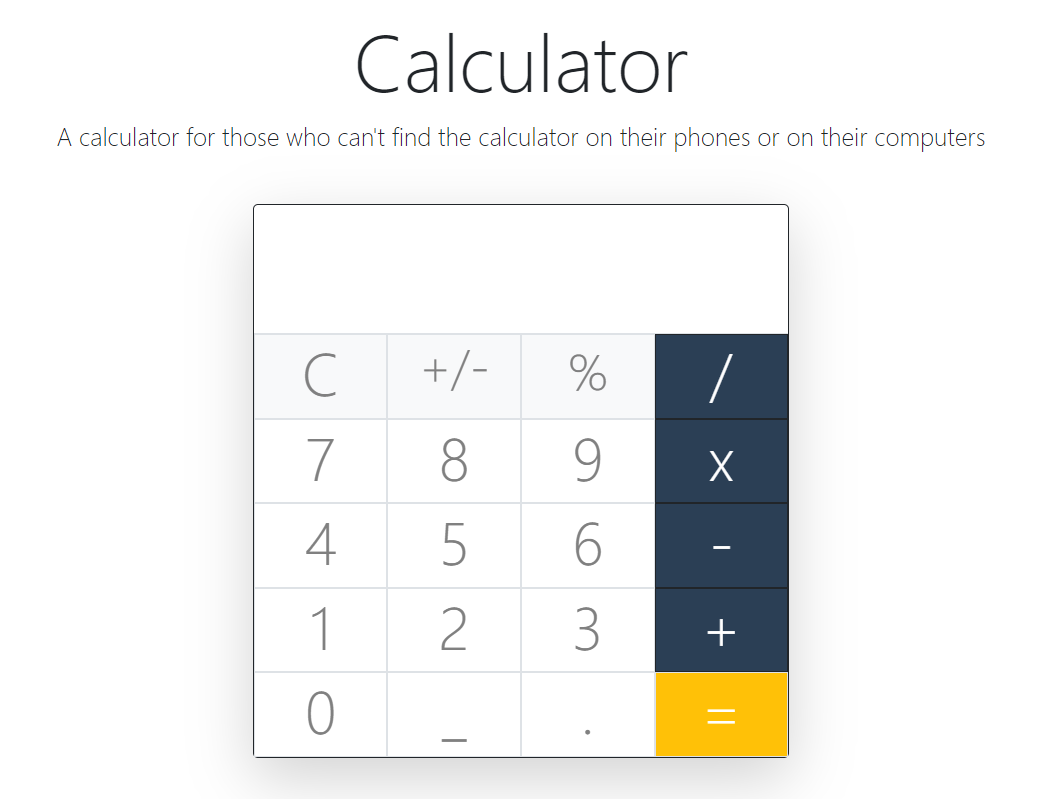 Calculator
A calculator for those who can't find the calculator on their phones or on their computers
C +/- % /
7 8 9 x
4 5 6 -
1 2 3 +
0 _ . =